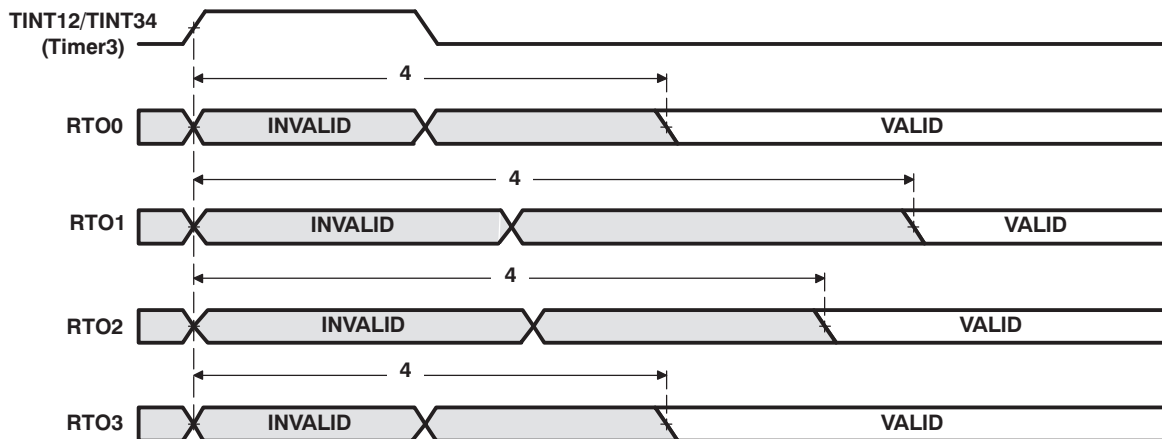 TINT12/TINT34
(Timer3)
4
RTO0 INVALID VALID
4
RTO1 INVALID VALID
4
RTO2 INVALID VALID
4
RTO3 INVALID VALID